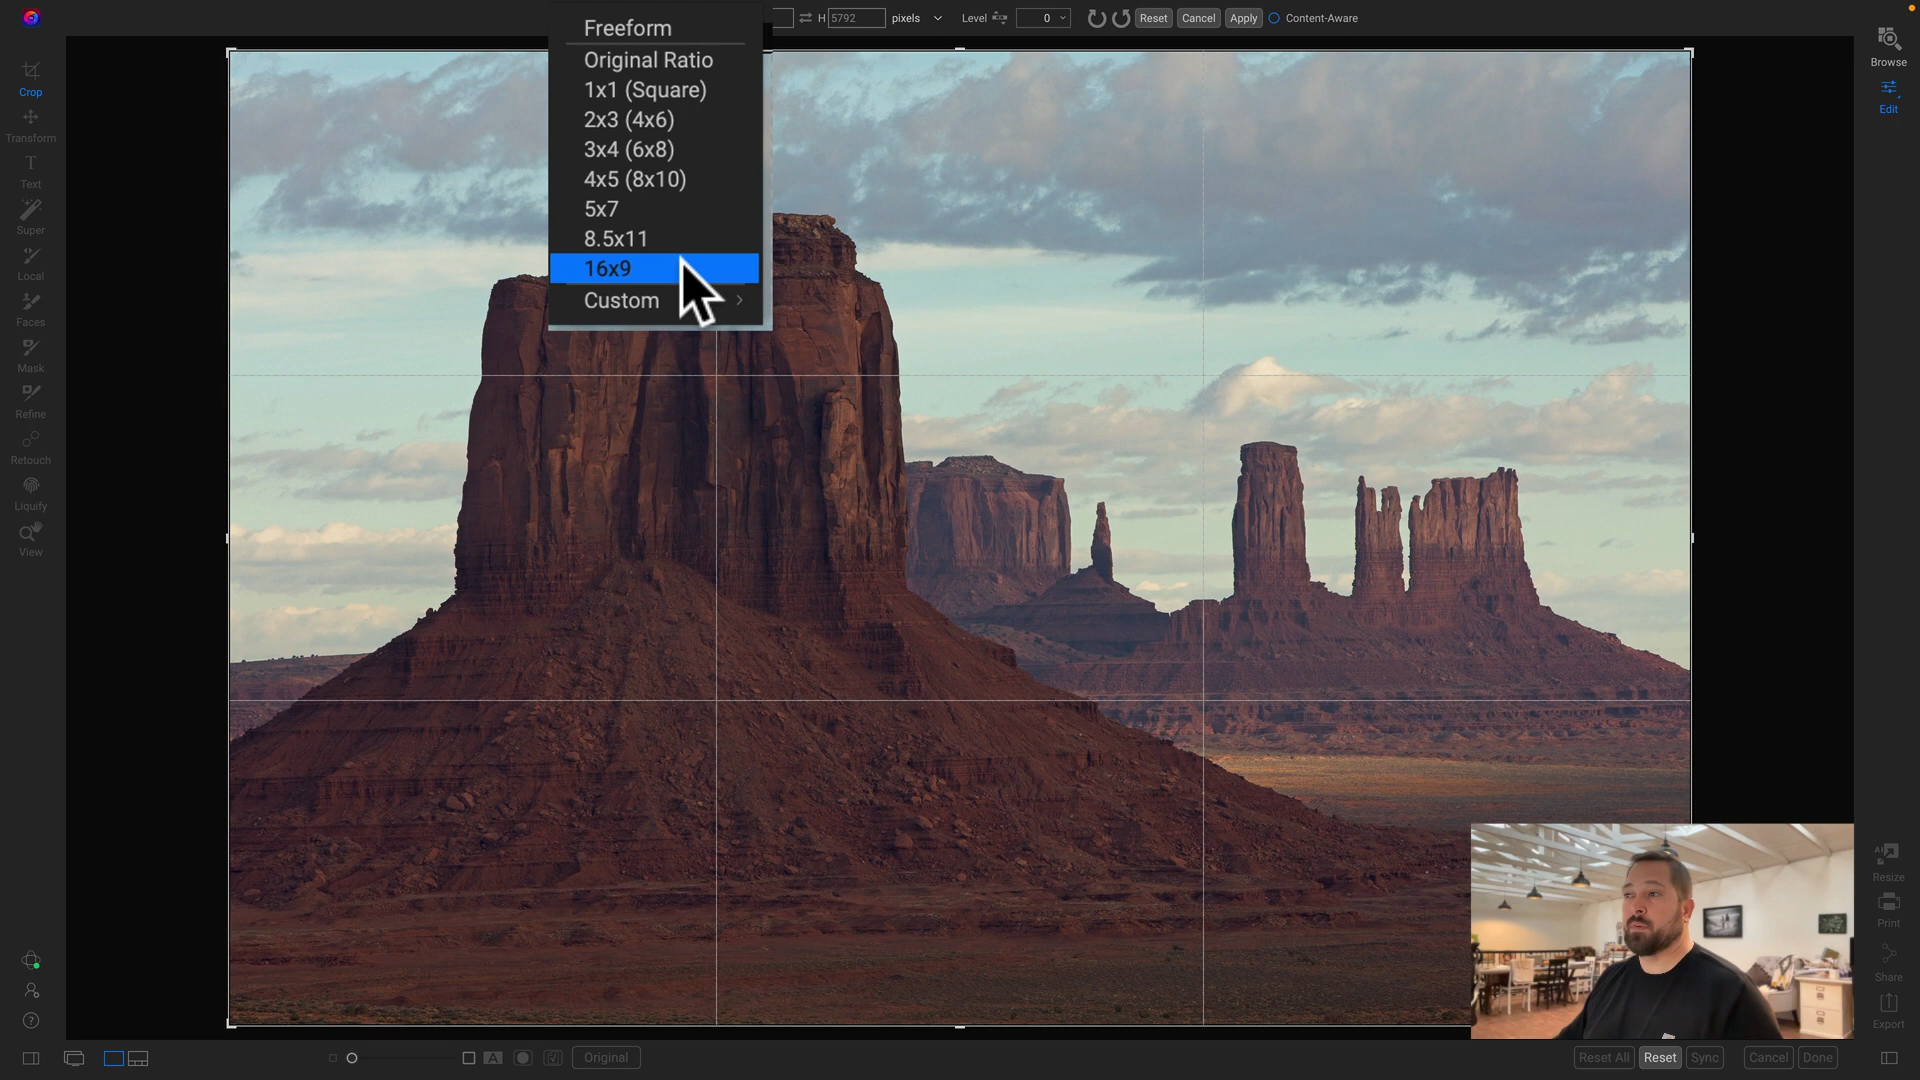 H 5792 pixels Level 0 Reset Cancel Apply Content-Aware
Freeform
Original Ratio
1x1 (Square)
2x3 (4x6)
3x4 (6x8)
4x5 (8x10)
5x7
8.5x11
16x9
Custom
Crop
Transform
Text
Super
Local
Faces
Mask
Refine
Retouch
Liquify
View
Browse
Edit
Resize
Print
Share
Export
A Original
Reset All Reset Sync Cancel Done